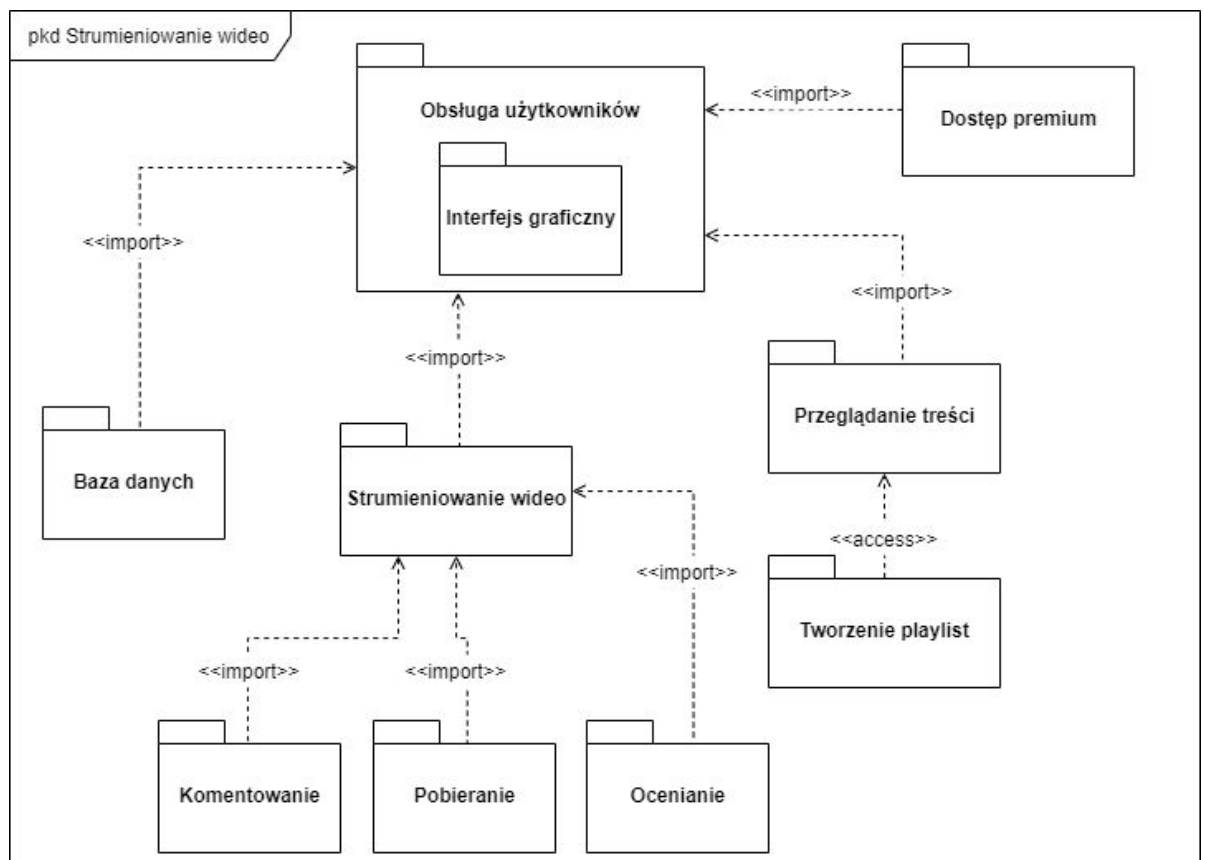 pkd Strumieniowanie wideo
Obsługa użytkowników
<<import>>
Dostęp premium
Interfejs graficzny
<<import>>
<<import>>
<<import>>
Przeglądanie treści
Baza danych
Strumieniowanie wideo
<<access>>
<<import>>
Tworzenie playlist
<<import>>
<<import>>
Komentowanie
Pobieranie
Ocenianie